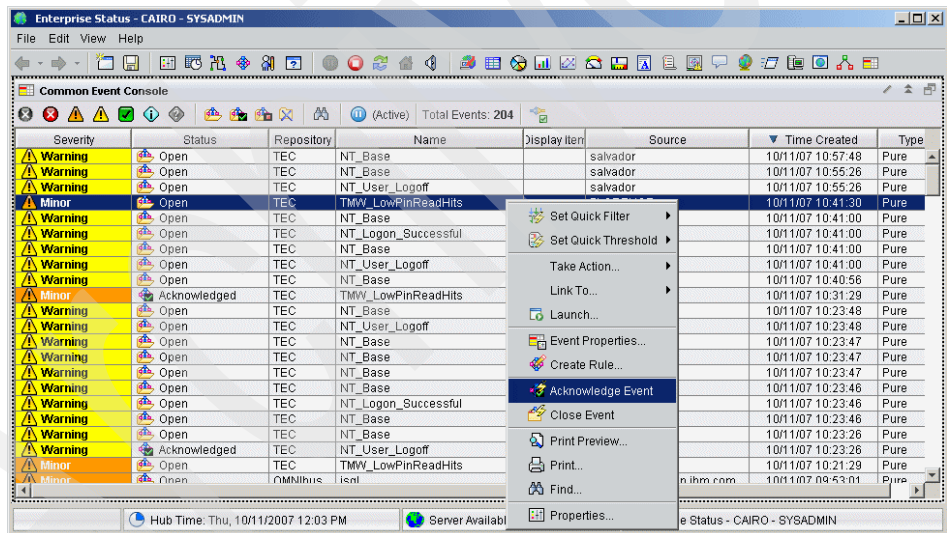 Enterprise Status - CAIRO - SYSADMIN
File Edit View Help
Common Event Console
(Active) Total Events: 204
Severity Status Repository Name Display Item Source Time Created Type
Warning Open TEC NT_Base salvador 10/11/07 10:57:48 Pure
Warning Open TEC NT_Base salvador 10/11/07 10:55:26 Pure
Warning Open TEC NT_User_Logoff salvador 10/11/07 10:55:26 Pure
Minor Open TEC TMW_LowPinReadHits 10/11/07 10:41:30 Pure
Warning Open TEC NT_Base 10/11/07 10:41:00 Pure
Warning Open TEC NT_Logon_Successful 10/11/07 10:41:00 Pure
Warning Open TEC NT_Base 10/11/07 10:41:00 Pure
Warning Open TEC NT_User_Logoff 10/11/07 10:41:00 Pure
Warning Open TEC NT_Base 10/11/07 10:40:56 Pure
Minor Acknowledged TEC TMW_LowPinReadHits 10/11/07 10:31:29 Pure
Warning Open TEC NT_Base 10/11/07 10:23:48 Pure
Warning Open TEC NT_User_Logoff 10/11/07 10:23:48 Pure
Warning Open TEC NT_Base 10/11/07 10:23:47 Pure
Warning Open TEC NT_Base 10/11/07 10:23:47 Pure
Warning Open TEC NT_Base 10/11/07 10:23:47 Pure
Warning Open TEC NT_Base 10/11/07 10:23:46 Pure
Warning Open TEC NT_Logon_Successful 10/11/07 10:23:46 Pure
Warning Open TEC NT_Base 10/11/07 10:23:46 Pure
Warning Open TEC NT_Base 10/11/07 10:23:26 Pure
Warning Acknowledged TEC NT_User_Logoff 10/11/07 10:23:26 Pure
Minor Open TEC TMW_LowPinReadHits 10/11/07 10:21:29 Pure
Minor Open OMNIbus isql n.ibm.com 10/11/07 09:53:01 Pure
Set Quick Filter
Set Quick Threshold
Take Action...
Link To...
Launch...
Event Properties...
Create Rule...
Acknowledge Event
Close Event
Print Preview...
Print...
Find...
Properties...
Hub Time: Thu, 10/11/2007 12:03 PM Server Availabl e Status - CAIRO - SYSADMIN